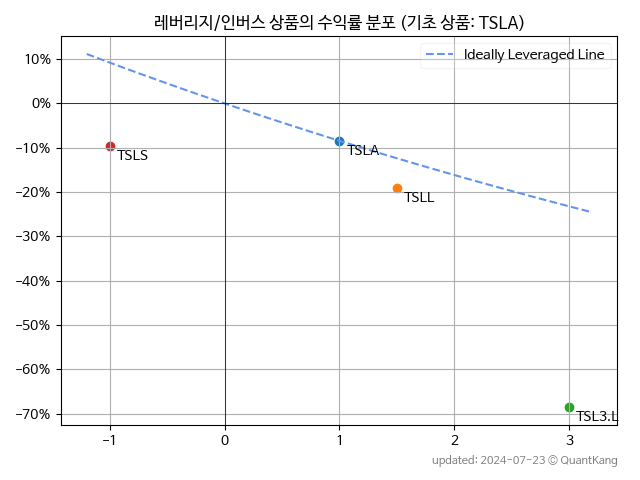 레버리지/인버스 상품의 수익률 분포 (기초 상품: TSLA)
Ideally Leveraged Line
10%
0%
−10%
−20%
−30%
−40%
−50%
−60%
−70%
TSLS
TSLA
TSLL
TSL3.L
−1
0
1
2
3
updated: 2024-07-23 © QuantKang